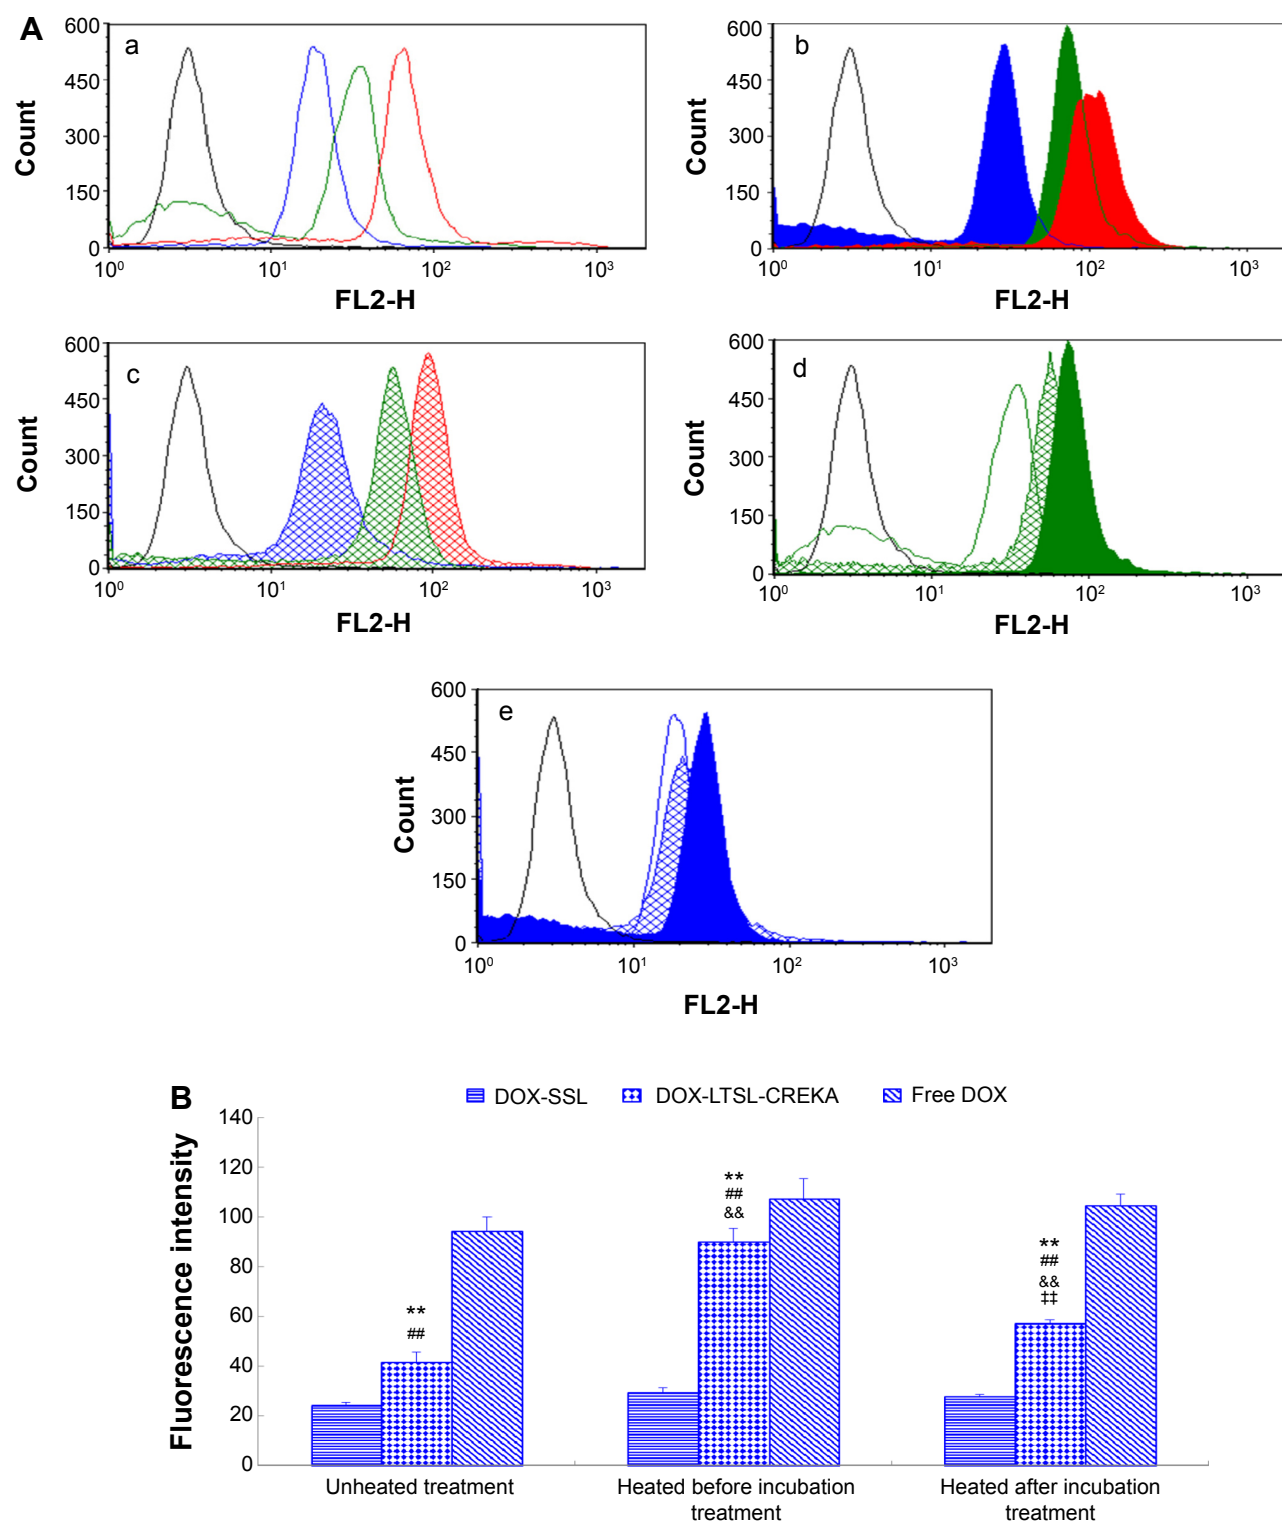 A
a
600
450
300
150
0
Count
10⁰ 10¹ 10² 10³
FL2-H
b
600
450
300
150
0
Count
10⁰ 10¹ 10² 10³
FL2-H
c
600
450
300
150
0
Count
10⁰ 10¹ 10² 10³
FL2-H
d
600
450
300
150
0
Count
10⁰ 10¹ 10² 10³
FL2-H
e
600
450
300
150
0
Count
10⁰ 10¹ 10² 10³
FL2-H
B
DOX-SSL DOX-LTSL-CREKA Free DOX
Fluorescence intensity
140
120
100
80
60
40
20
0
**
##
**
##
&&
**
##
&&
‡‡
Unheated treatment
Heated before incubation
treatment
Heated after incubation
treatment